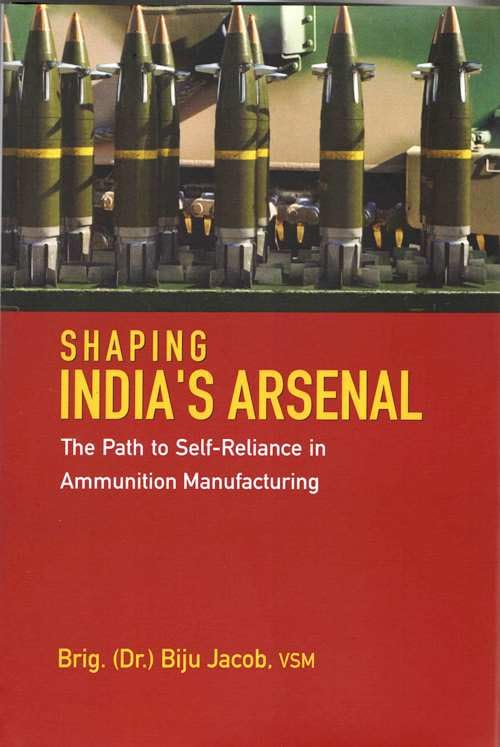 SHAPING
INDIA'S ARSENAL
The Path to Self-Reliance in
Ammunition Manufacturing
Brig. (Dr.) Biju Jacob, VSM